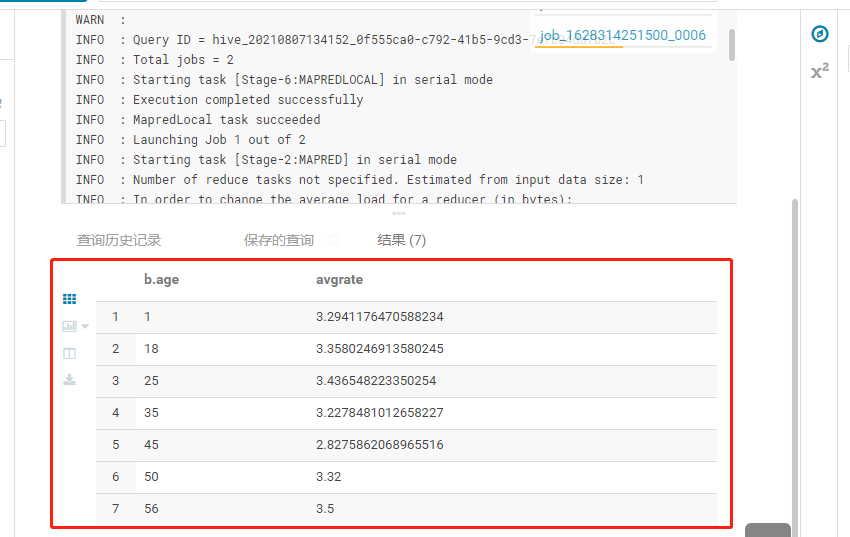 WARN :
INFO : Query ID = hive_20210807134152_0f555ca0-c792-41b5-9cd3-
job_1628314251500_0006
INFO : Total jobs = 2
INFO : Starting task [Stage-6:MAPREDLOCAL] in serial mode
INFO : Execution completed successfully
INFO : MapredLocal task succeeded
INFO : Launching Job 1 out of 2
INFO : Starting task [Stage-2:MAPRED] in serial mode
INFO : Number of reduce tasks not specified. Estimated from input data size: 1
INFO : In order to change the average load for a reducer (in bytes):
x²
查询历史记录 保存的查询 结果 (7)
b.age avgrate
1 1 3.2941176470588234
2 18 3.3580246913580245
3 25 3.436548223350254
4 35 3.2278481012658227
5 45 2.8275862068965516
6 50 3.32
7 56 3.5